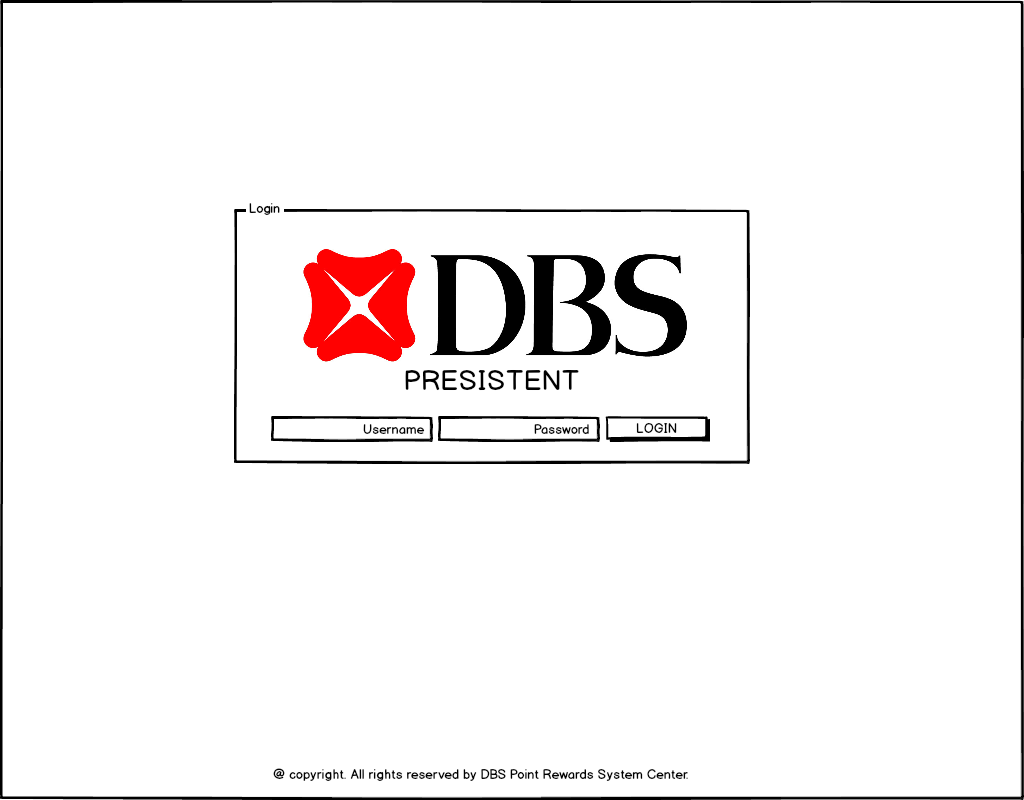 Login
DBS
PRESISTENT
Username Password LOGIN
@ copyright. All rights reserved by DBS Point Rewards System Center.